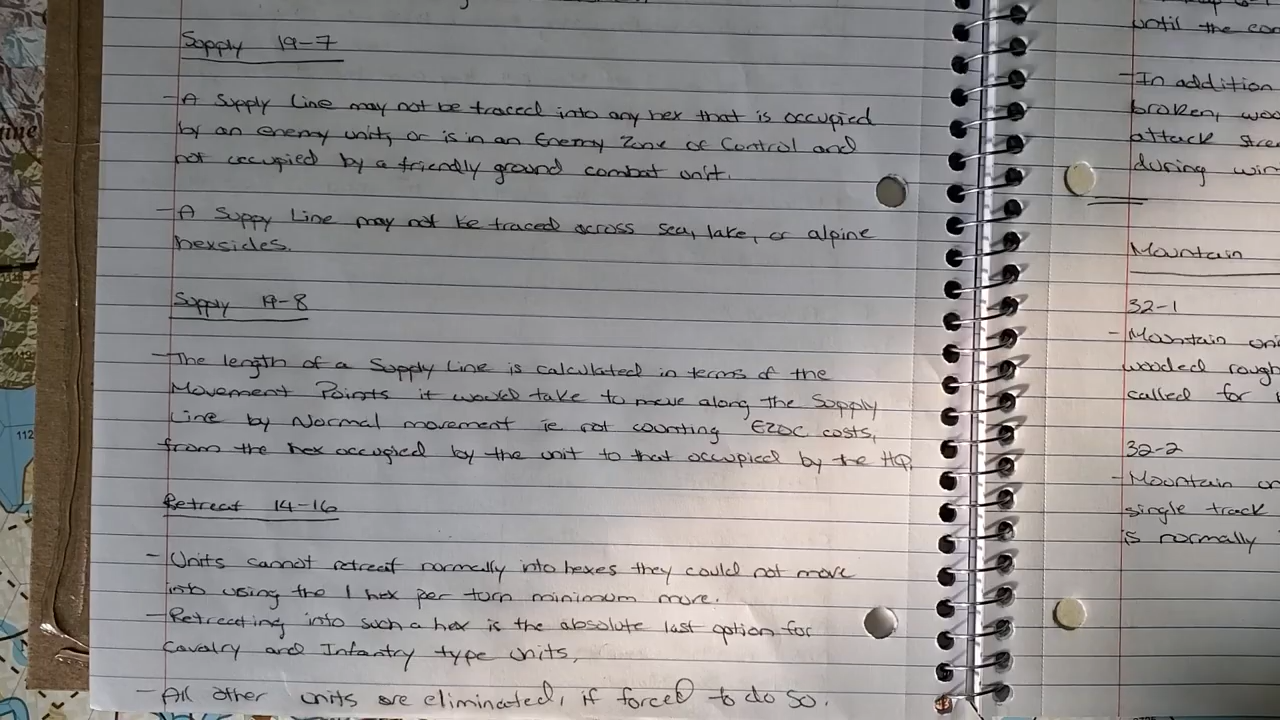 Supply 19-7
- A Supply Line may not be traced into any hex that is occupied
by an enemy unit, or is in an Enemy Zone of Control and
not occupied by a friendly ground combat unit.
- A Suppy Line may not be traced across sea, lake, or alpine
hexsides.
Supply 19-8
- The length of a Supply Line is calculated in terms of the
Movement Points it would take to move along the Supply
Line by Normal movement ie not counting EZOC costs,
from the hex occupied by the unit to that occupied by the HQ.
Retreat 14-16
- Units cannot retreat normally into hexes they could not move
into using the 1 hex per turn minimum move.
- Retreating into such a hex is the absolute last option for
Cavalry and Infantry type units,
- All other units are eliminated, if forced to do so.
until the
- In addition
broken,
attack
during
Mountain
32-1
- Mountain
wooded rough
called for
32-2
- Mountain
single track
is normally
112